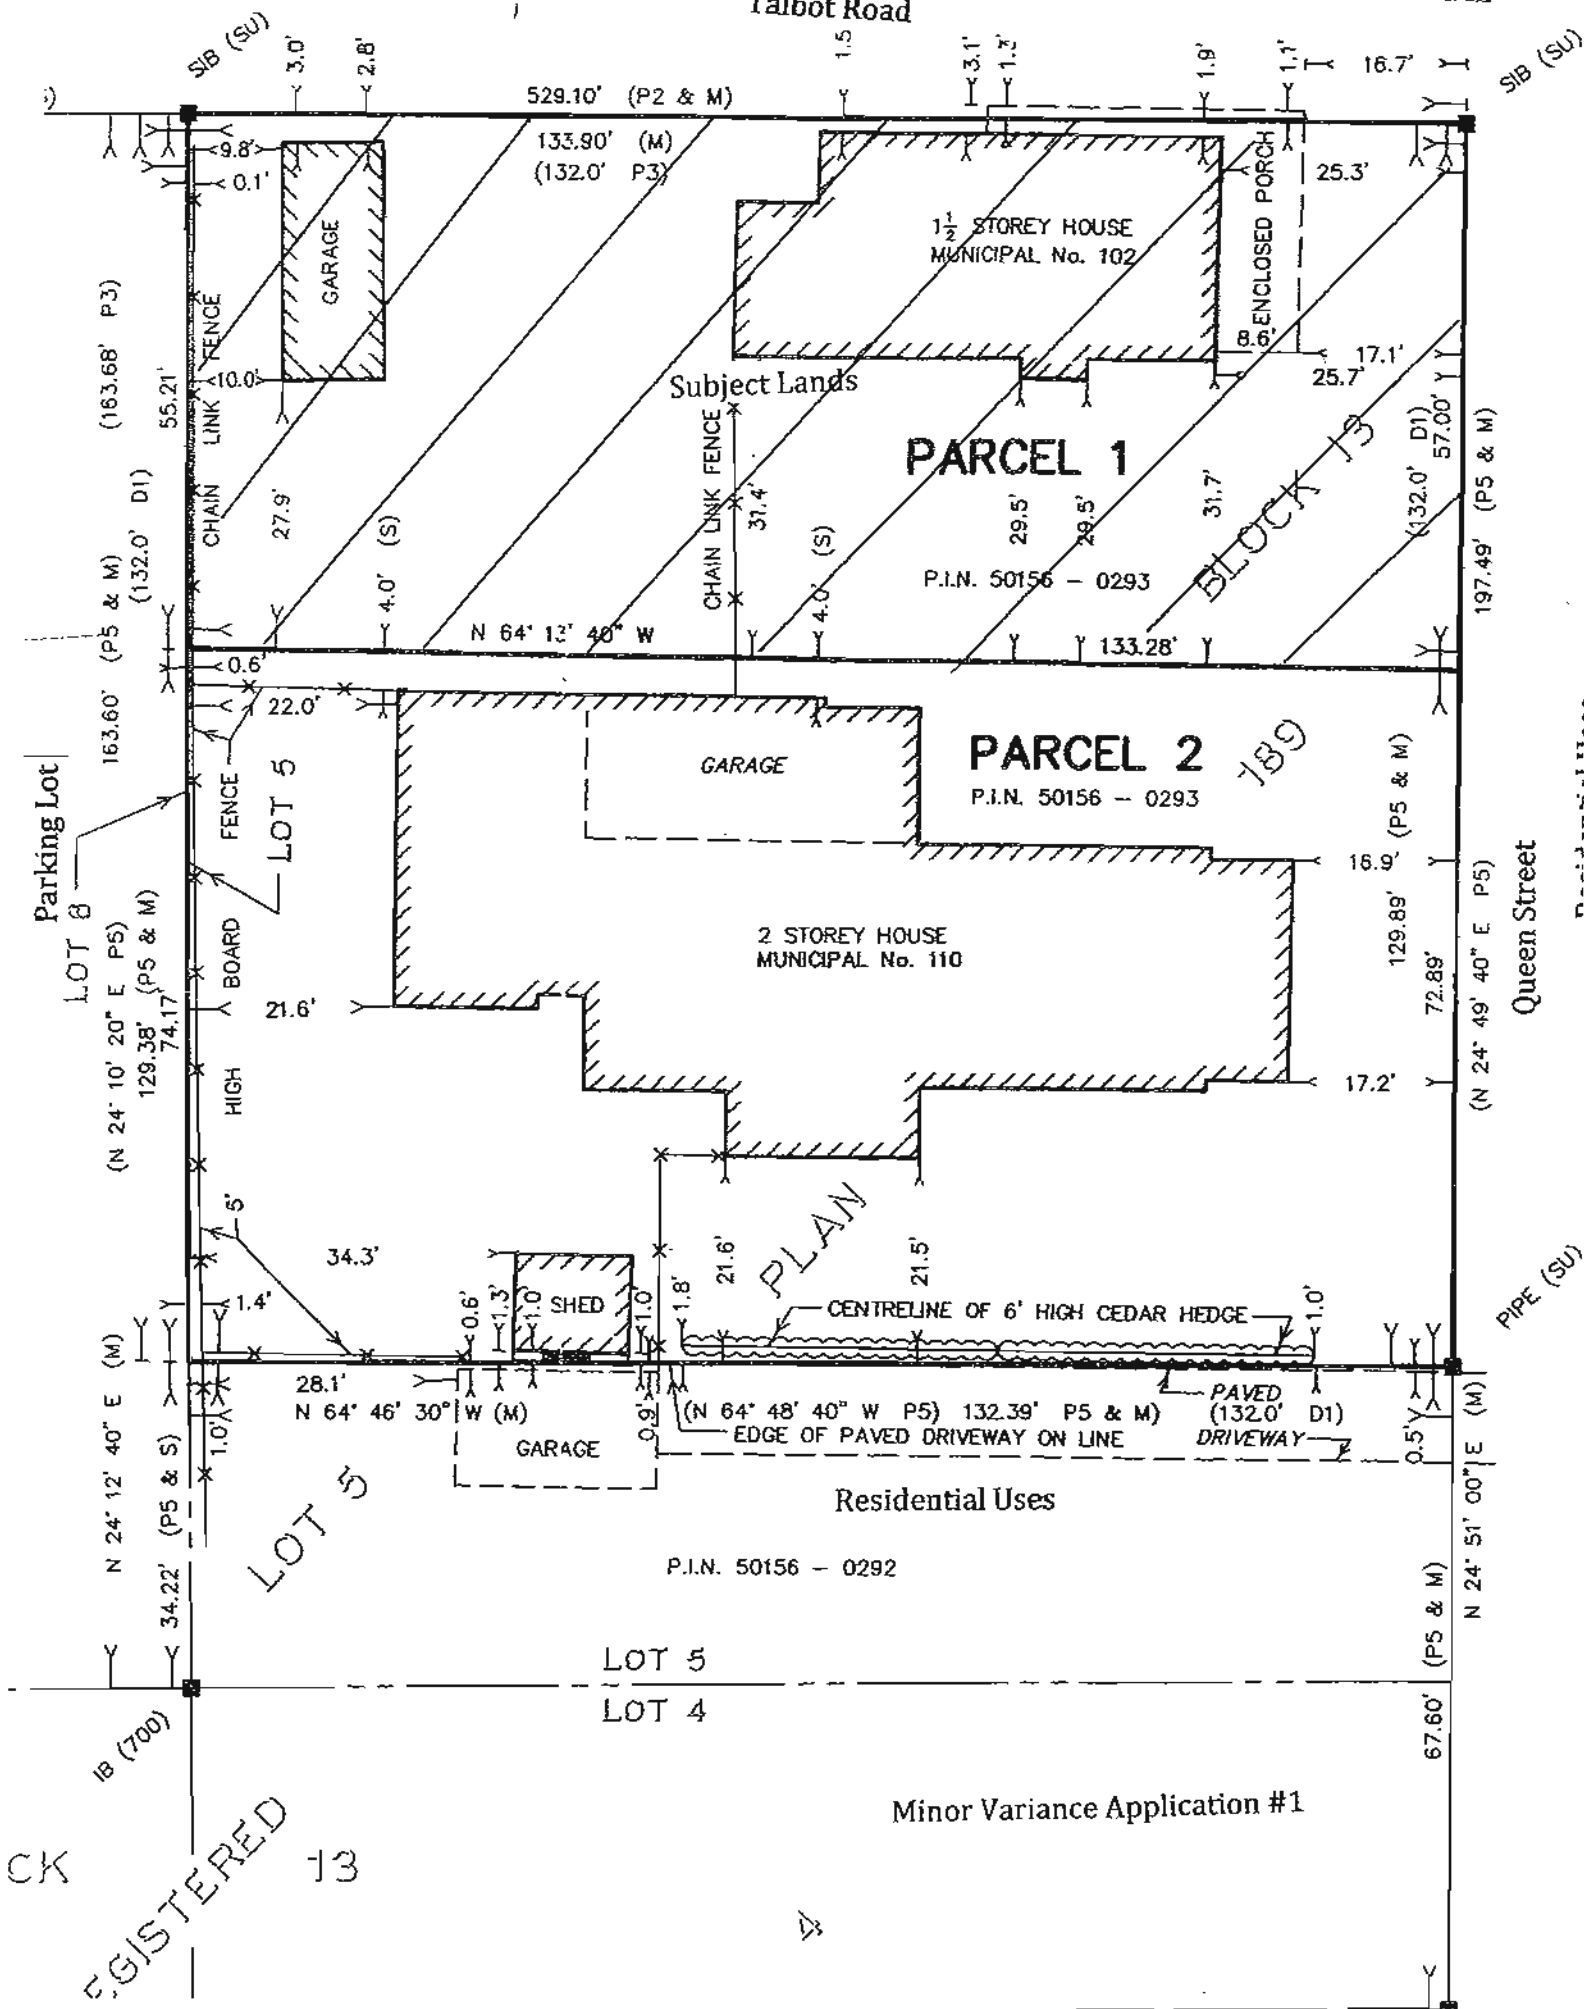 Talbot Road
SIB (SU)
3.0'
2.8'
1.5
3.1'
1.3'
1.9'
1.1'
16.7'
SIB (SU)
529.10' (P2 & M)
133.90' (M)
(132.0' P3)
9.8'
0.1'
GARAGE
1½ STOREY HOUSE
MUNICIPAL No. 102
ENCLOSED PORCH
25.3'
8.6'
17.1'
25.7'
(163.68' P3)
55.21'
CHAIN LINK FENCE
10.0'
Subject Lands
CHAIN LINK FENCE
PARCEL 1
BLOCK 13
(132.0' D1)
57.00'
197.49' (P5 & M)
(132.0' D1)
27.9'
4.0' (S)
31.4'
4.0' (S)
29.5'
29.5'
31.7'
P.I.N. 50156 - 0293
163.60' (P5 & M)
N 64° 13' 40" W
133.28'
0.6'
22.0'
GARAGE
PARCEL 2
P.I.N. 50156 - 0293
189
Parking Lot
LOT 8
FENCE
LOT 5
129.89' (P5 & M)
16.9'
Queen Street
2 STOREY HOUSE
MUNICIPAL No. 110
BOARD
HIGH
21.6'
(N 24° 10' 20" E P5)
129.38' (P5 & M)
74.17'
72.89'
(N 24° 49' 40" E P5)
17.2'
5'
34.3'
21.6'
PLAN
21.5'
PIPE (SU)
1.4'
0.6'
1.3'
1.0'
SHED
1.0'
1.8'
CENTRELINE OF 6' HIGH CEDAR HEDGE
1.0'
28.1'
N 64° 46' 30" W (M)
(N 64° 48' 40" W P5) 132.39' P5 & M)
PAVED
(132.0' D1)
DRIVEWAY
EDGE OF PAVED DRIVEWAY ON LINE
0.9'
0.5'
1.0'
GARAGE
N 24° 12' 40" E (M)
34.22' (P5 & S)
LOT 5
Residential Uses
N 24° 51' 00" E (M)
P.I.N. 50156 - 0292
(P5 & M)
67.60'
LOT 5
LOT 4
IB (700)
Minor Variance Application #1
CK 13
EGISTERED
4